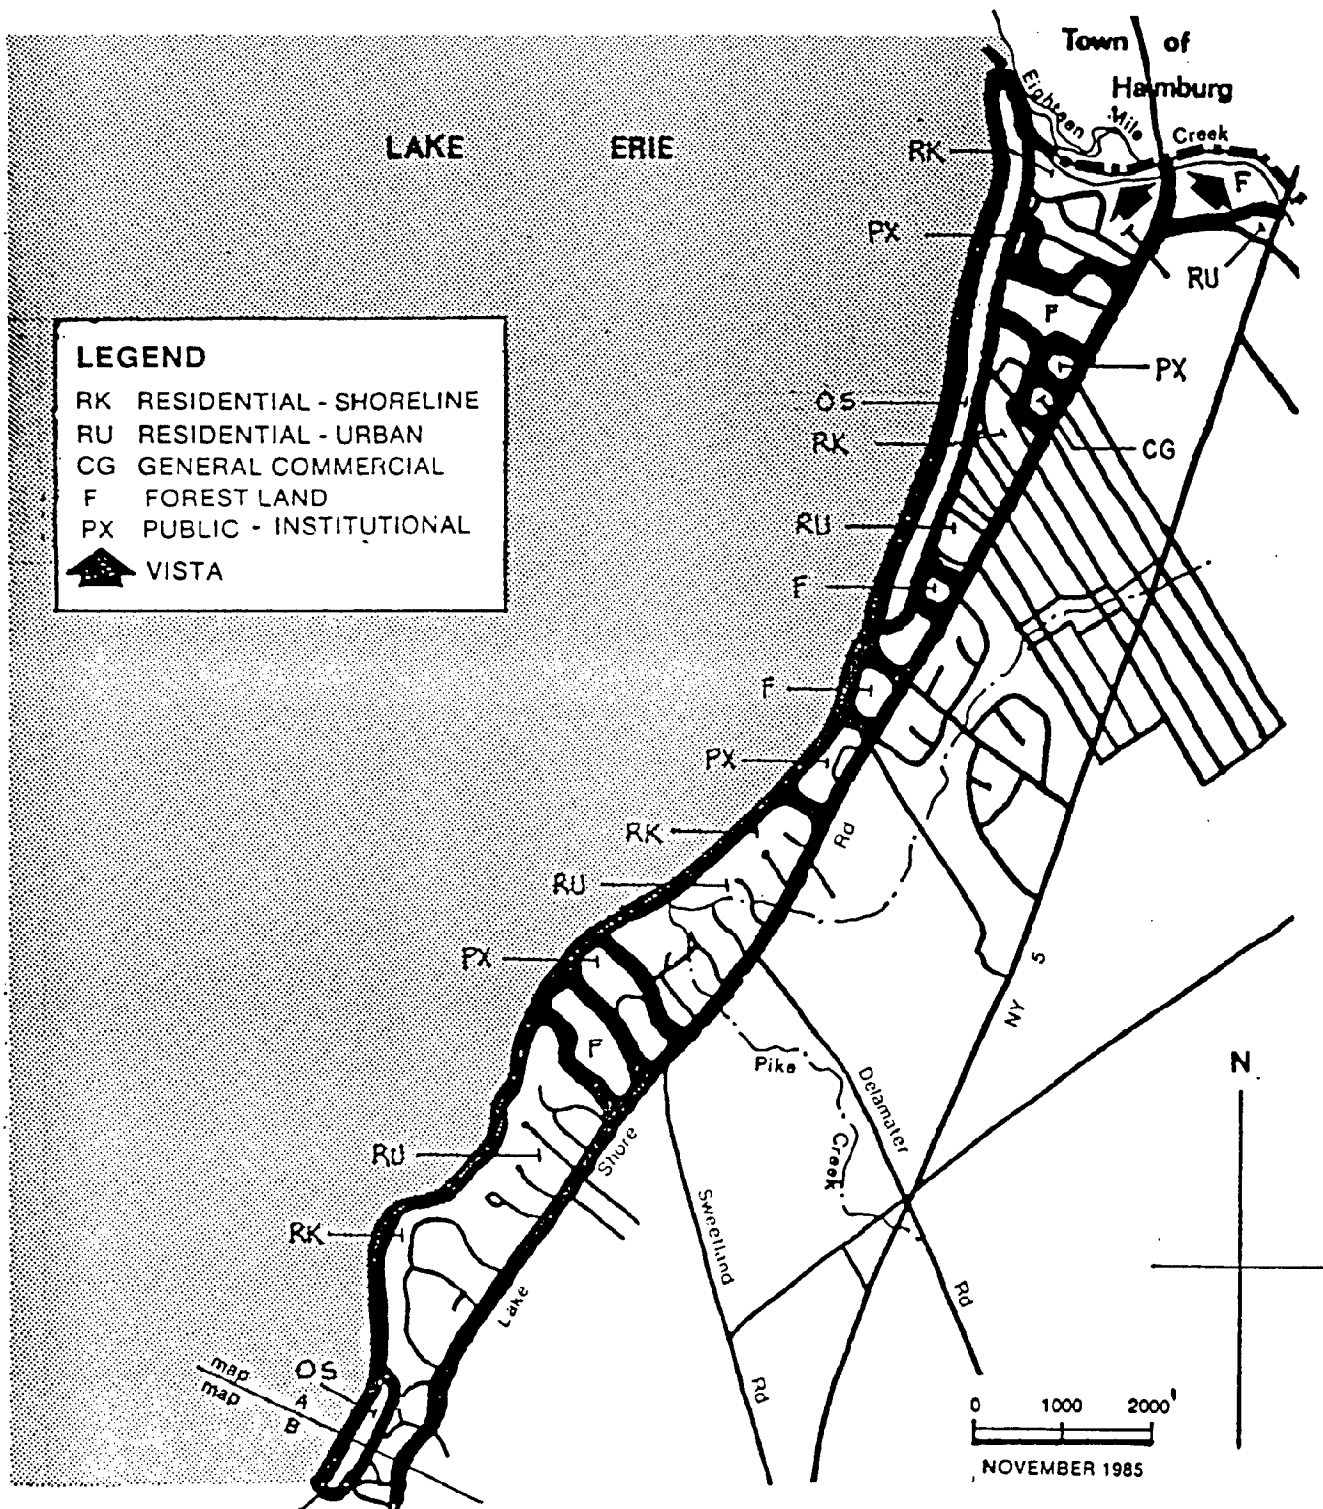 Town of
Hamburg
Eighteen Mile Creek
LAKE ERIE
RK
F
PX
RU
F
LEGEND
RK RESIDENTIAL - SHORELINE
RU RESIDENTIAL - URBAN
CG GENERAL COMMERCIAL
F FOREST LAND
PX PUBLIC - INSTITUTIONAL
VISTA
PX
OS
RK
CG
RU
F
F
PX
RK
Rd
RU
PX
NY 5
F
Pike Creek
Delamater Rd
N
RU
Lake Shore
Sweetland Rd
RK
OS
map A
map B
0 1000 2000'
NOVEMBER 1985